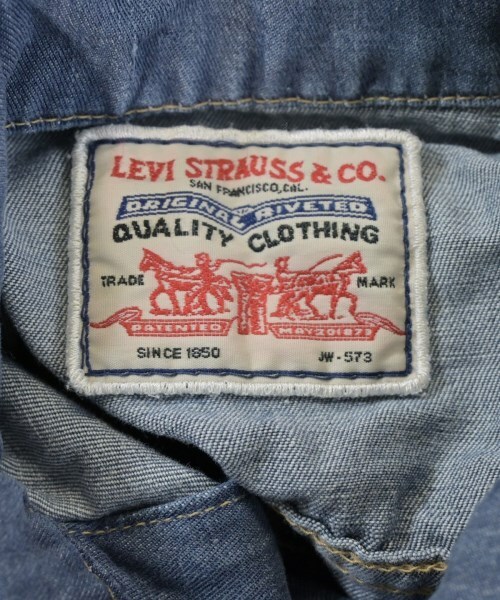 LEVI STRAUSS & CO.
SAN FRANCISCO, CAL.
ORIGINAL RIVETED
QUALITY CLOTHING
TRADE MARK
PATENTED MAY 20 1873
SINCE 1850 JW-573